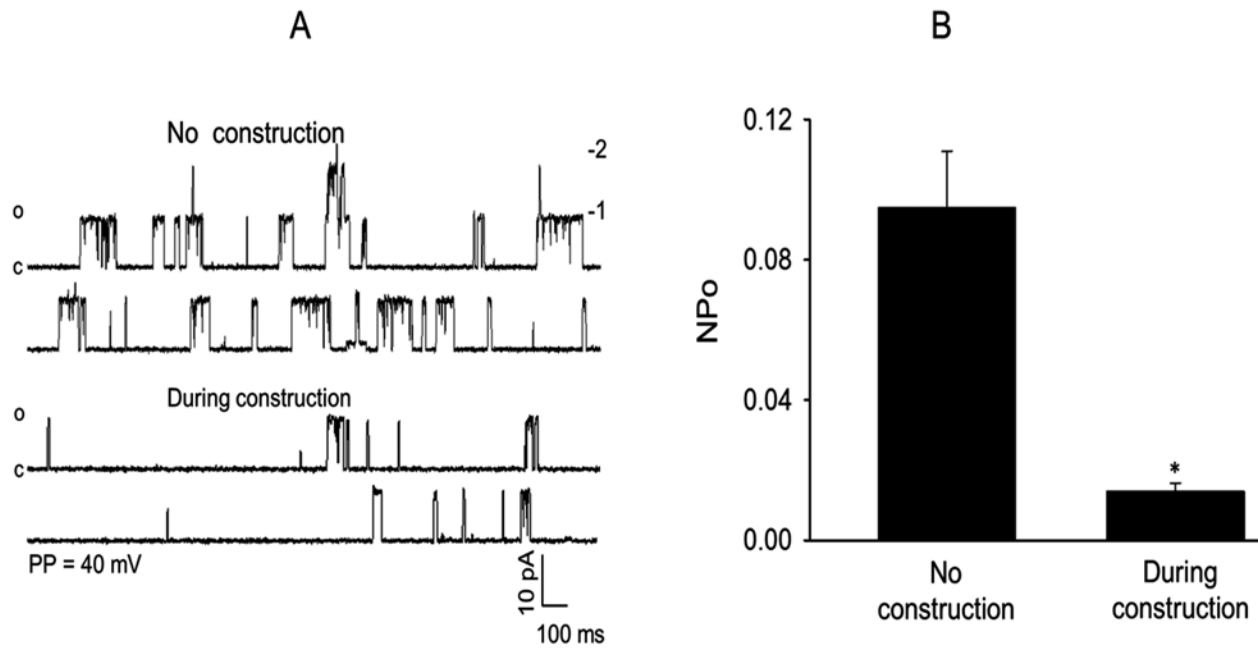 A
No construction
-2
-1
o
c
During construction
o
c
PP = 40 mV
10 pA
100 ms
B
0.12
0.08
0.04
0.00
NPo
*
No
construction
During
construction